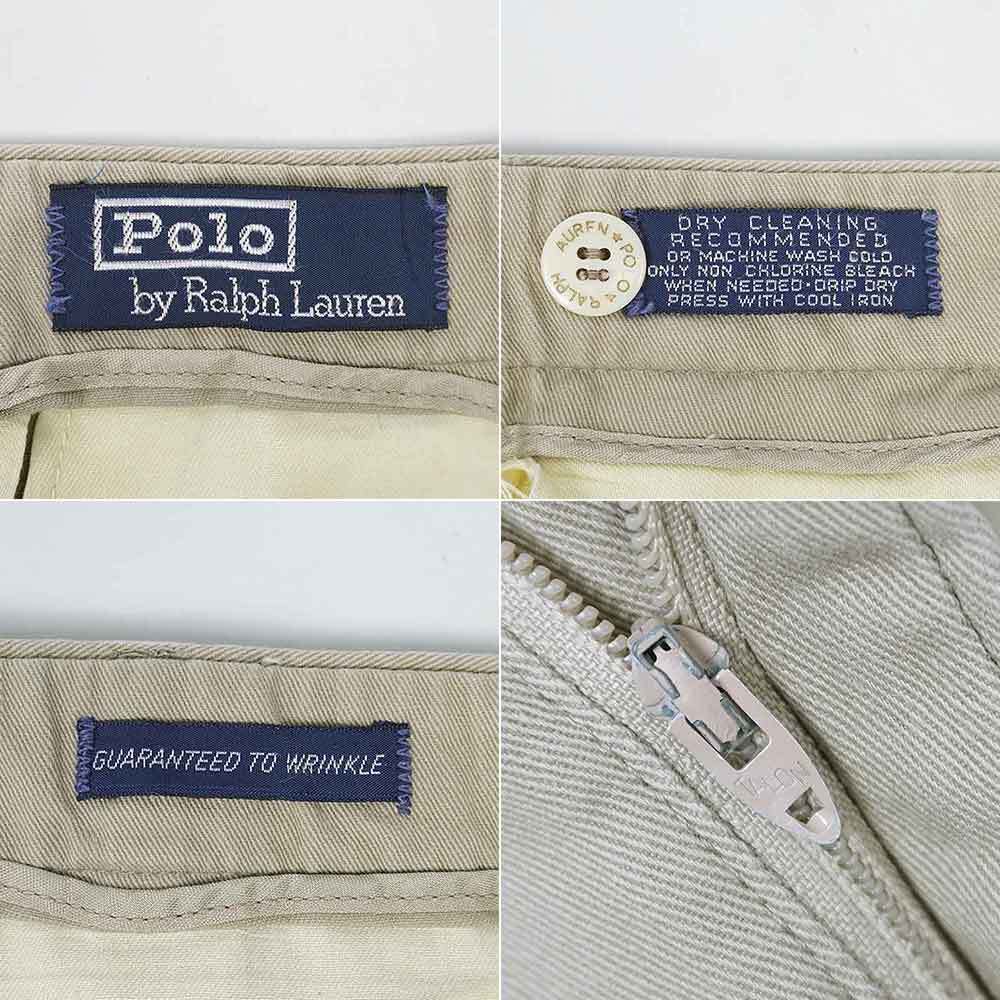 Polo
by Ralph Lauren
RALPH LAUREN ★ POLO ★
DRY CLEANING
RECOMMENDED
OR MACHINE WASH COLD
ONLY NON CHLORINE BLEACH
WHEN NEEDED·DRIP DRY
PRESS WITH COOL IRON
GUARANTEED TO WRINKLE
TALON